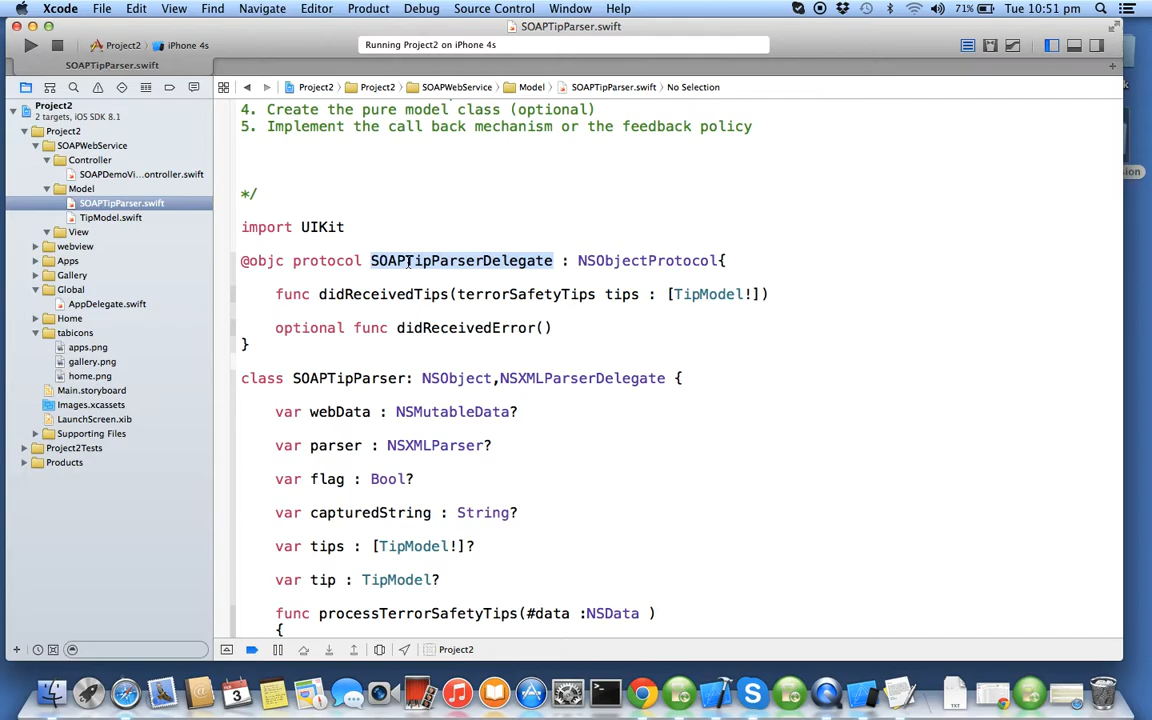 Xcode File Edit View Find Navigate Editor Product Debug Source Control Window Help 71% Tue 10:51 pm
SOAPTipParser.swift
Project2 iPhone 4s Running Project2 on iPhone 4s
SOAPTipParser.swift
Project2 Project2 SOAPWebService Model SOAPTipParser.swift No Selection
Project2
2 targets, iOS SDK 8.1
Project2
SOAPWebService
Controller
SOAPDemoVi...ontroller.swift
Model
SOAPTipParser.swift
TipModel.swift
View
webview
Apps
Gallery
Global
AppDelegate.swift
Home
tabicons
apps.png
gallery.png
home.png
Main.storyboard
Images.xcassets
LaunchScreen.xib
Supporting Files
Project2Tests
Products
4. Create the pure model class (optional)
5. Implement the call back mechanism or the feedback policy
*/
import UIKit
@objc protocol SOAPTipParserDelegate : NSObjectProtocol{
func didReceivedTips(terrorSafetyTips tips : [TipModel!])
optional func didReceivedError()
}
class SOAPTipParser: NSObject,NSXMLParserDelegate {
var webData : NSMutableData?
var parser : NSXMLParser?
var flag : Bool?
var capturedString : String?
var tips : [TipModel!]?
var tip : TipModel?
func processTerrorSafetyTips(#data :NSData )
{
Project2
3
TXT
sion